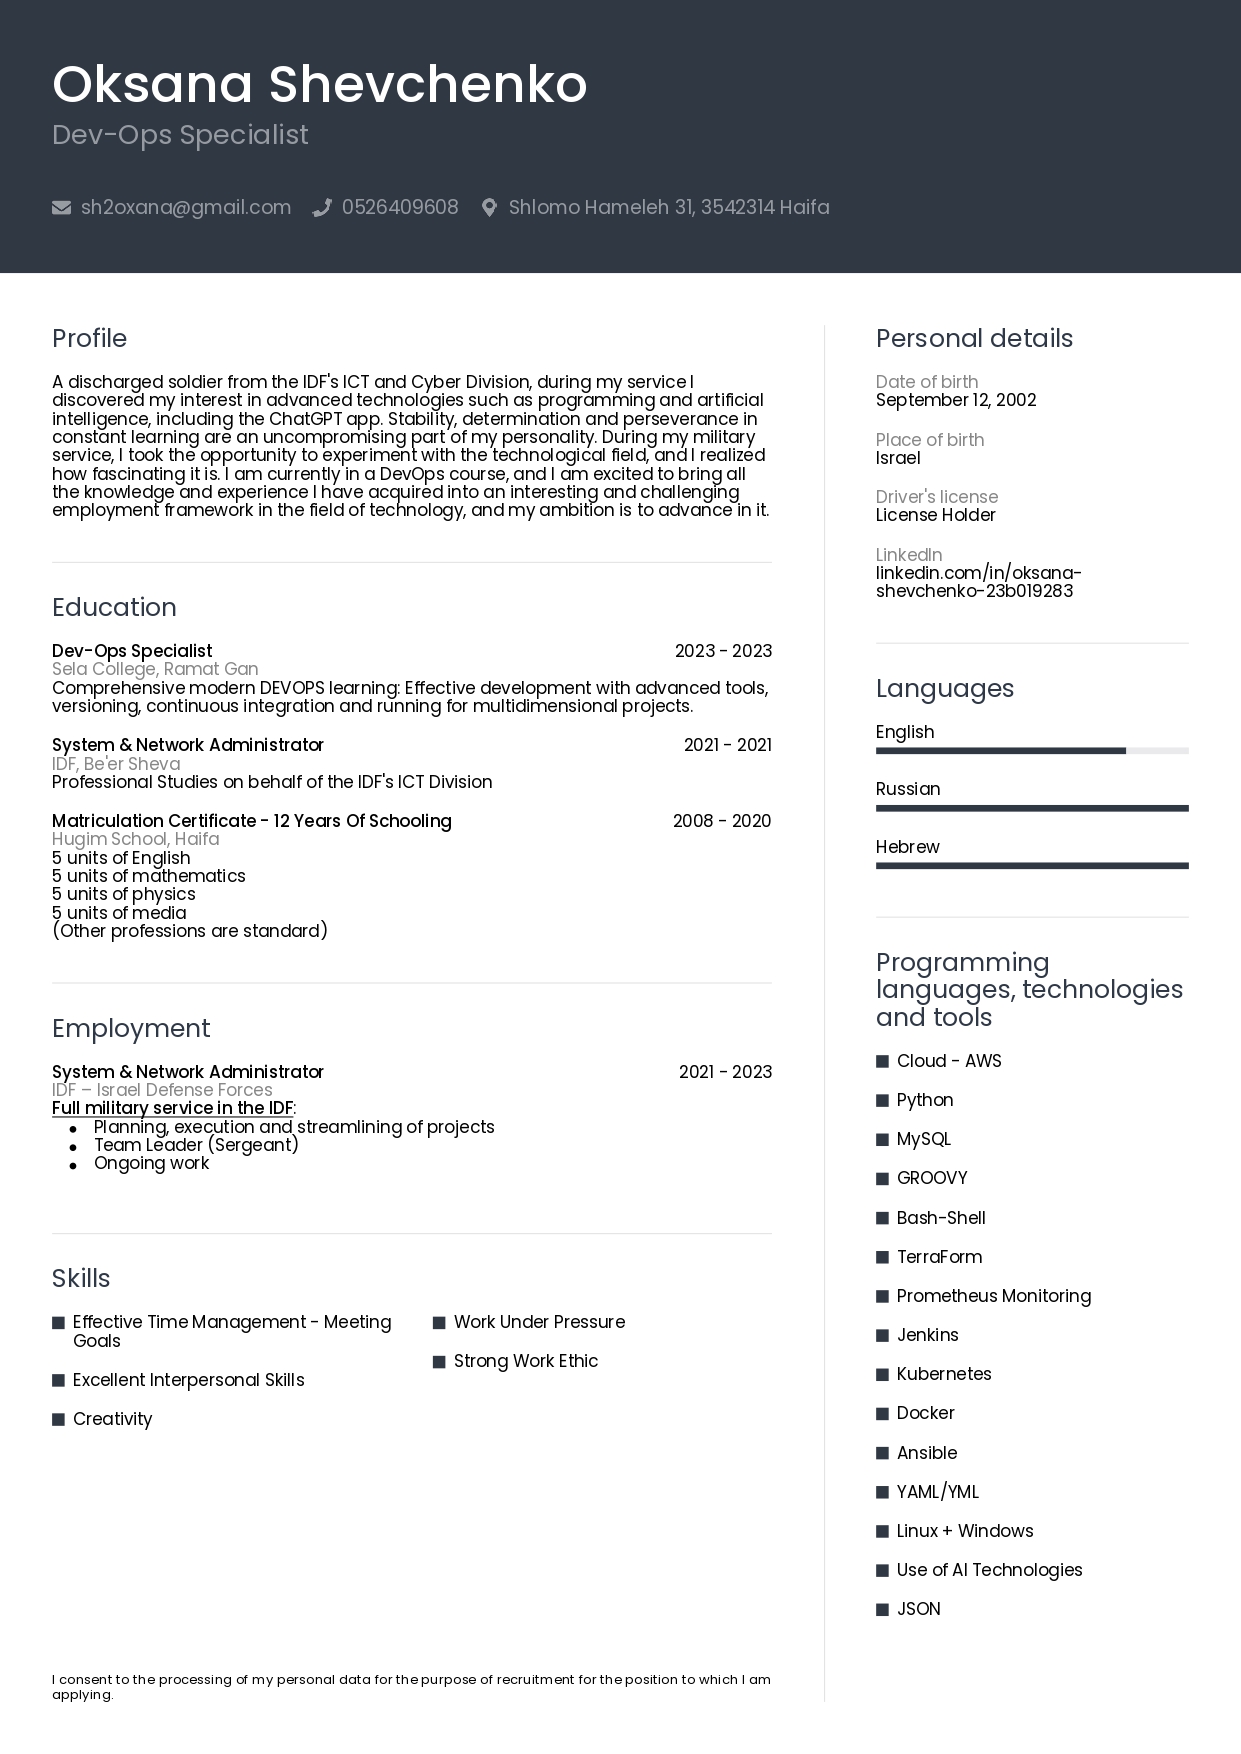 Oksana Shevchenko
Dev-Ops Specialist
sh2oxana@gmail.com 0526409608 Shlomo Hameleh 31, 3542314 Haifa
Profile
A discharged soldier from the IDF's ICT and Cyber Division, during my service I
discovered my interest in advanced technologies such as programming and artificial
intelligence, including the ChatGPT app. Stability, determination and perseverance in
constant learning are an uncompromising part of my personality. During my military
service, I took the opportunity to experiment with the technological field, and I realized
how fascinating it is. I am currently in a DevOps course, and I am excited to bring all
the knowledge and experience I have acquired into an interesting and challenging
employment framework in the field of technology, and my ambition is to advance in it.
Education
Dev-Ops Specialist 2023 - 2023
Sela College, Ramat Gan
Comprehensive modern DEVOPS learning: Effective development with advanced tools,
versioning, continuous integration and running for multidimensional projects.
System & Network Administrator 2021 - 2021
IDF, Be'er Sheva
Professional Studies on behalf of the IDF's ICT Division
Matriculation Certificate - 12 Years Of Schooling 2008 - 2020
Hugim School, Haifa
5 units of English
5 units of mathematics
5 units of physics
5 units of media
(Other professions are standard)
Employment
System & Network Administrator 2021 - 2023
IDF – Israel Defense Forces
Full military service in the IDF:
• Planning, execution and streamlining of projects
• Team Leader (Sergeant)
• Ongoing work
Skills
Effective Time Management - Meeting
Goals
Excellent Interpersonal Skills
Creativity
Work Under Pressure
Strong Work Ethic
I consent to the processing of my personal data for the purpose of recruitment for the position to which I am
applying.
Personal details
Date of birth
September 12, 2002
Place of birth
Israel
Driver's license
License Holder
LinkedIn
linkedin.com/in/oksana-
shevchenko-23b019283
Languages
English
Russian
Hebrew
Programming
languages, technologies
and tools
Cloud - AWS
Python
MySQL
GROOVY
Bash-Shell
TerraForm
Prometheus Monitoring
Jenkins
Kubernetes
Docker
Ansible
YAML/YML
Linux + Windows
Use of AI Technologies
JSON